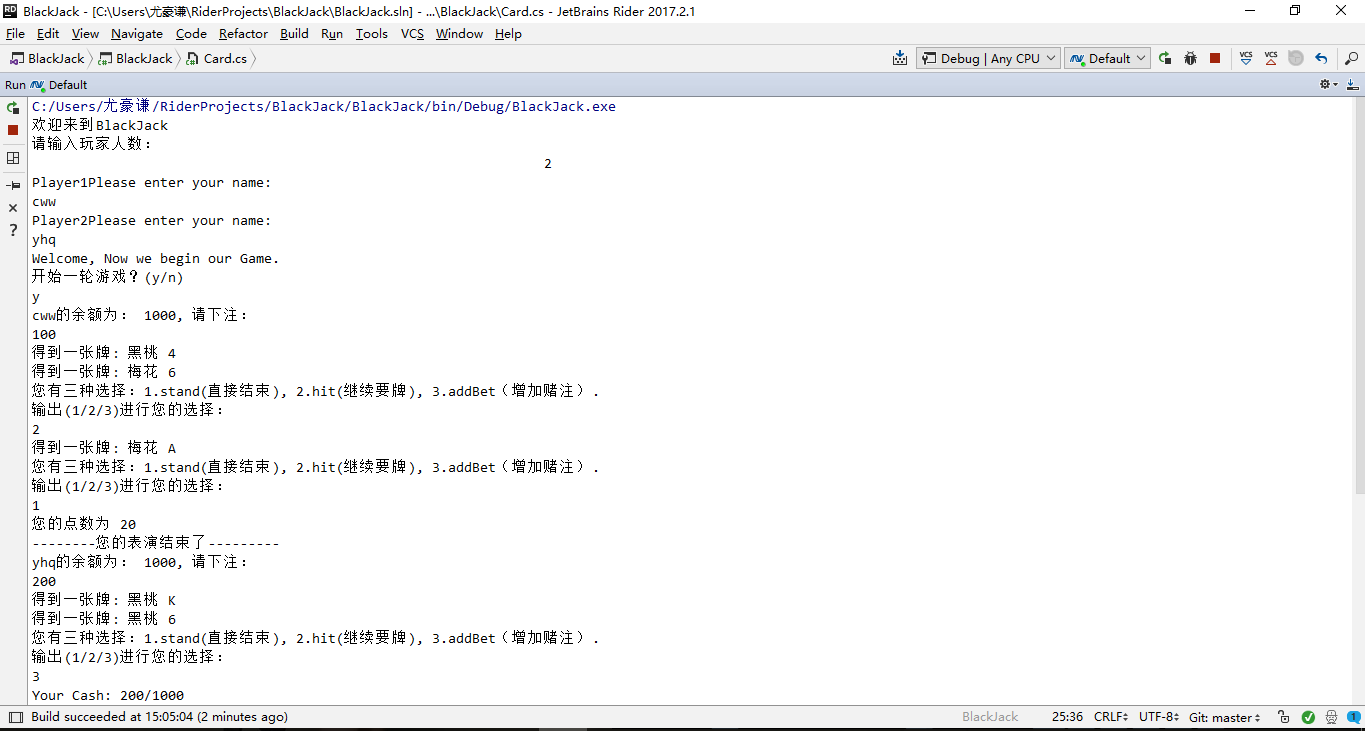 BlackJack - [C:\Users\尤豪谦\RiderProjects\BlackJack\BlackJack.sln] - ...\BlackJack\Card.cs - JetBrains Rider 2017.2.1
File Edit View Navigate Code Refactor Build Run Tools VCS Window Help
BlackJack BlackJack Card.cs Debug | Any CPU Default VCS VCS
Run Default
C:/Users/尤豪谦/RiderProjects/BlackJack/BlackJack/bin/Debug/BlackJack.exe
欢迎来到BlackJack
请输入玩家人数：
2
Player1Please enter your name:
cww
Player2Please enter your name:
yhq
Welcome, Now we begin our Game.
开始一轮游戏？(y/n)
y
cww的余额为： 1000, 请下注：
100
得到一张牌: 黑桃 4
得到一张牌: 梅花 6
您有三种选择：1.stand(直接结束), 2.hit(继续要牌), 3.addBet（增加赌注）.
输出(1/2/3)进行您的选择：
2
得到一张牌: 梅花 A
您有三种选择：1.stand(直接结束), 2.hit(继续要牌), 3.addBet（增加赌注）.
输出(1/2/3)进行您的选择：
1
您的点数为 20
--------您的表演结束了---------
yhq的余额为： 1000, 请下注：
200
得到一张牌: 黑桃 K
得到一张牌: 黑桃 6
您有三种选择：1.stand(直接结束), 2.hit(继续要牌), 3.addBet（增加赌注）.
输出(1/2/3)进行您的选择：
3
Your Cash: 200/1000
Build succeeded at 15:05:04 (2 minutes ago) BlackJack 25:36 CRLF UTF-8 Git: master 1